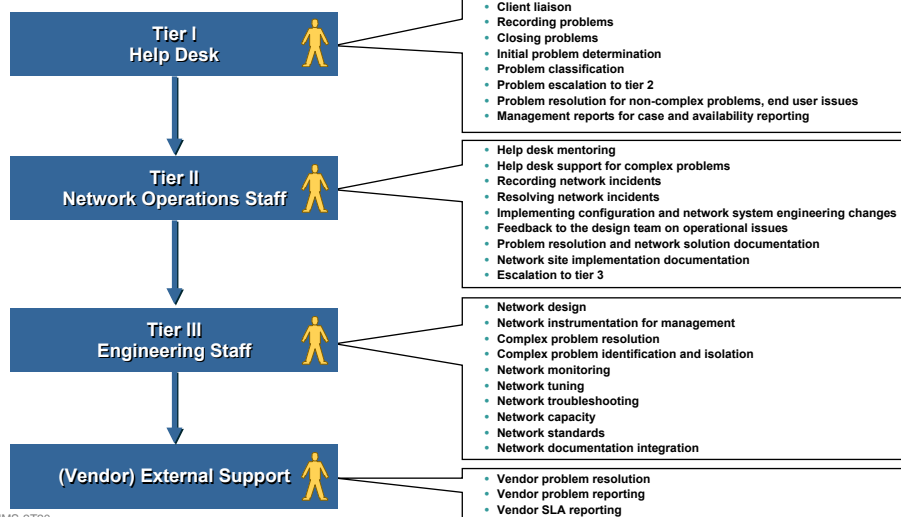 Tier I
Help Desk
• Client liaison
• Recording problems
• Closing problems
• Initial problem determination
• Problem classification
• Problem escalation to tier 2
• Problem resolution for non-complex problems, end user issues
• Management reports for case and availability reporting
Tier II
Network Operations Staff
• Help desk mentoring
• Help desk support for complex problems
• Recording network incidents
• Resolving network incidents
• Implementing configuration and network system engineering changes
• Feedback to the design team on operational issues
• Problem resolution and network solution documentation
• Network site implementation documentation
• Escalation to tier 3
Tier III
Engineering Staff
• Network design
• Network instrumentation for management
• Complex problem resolution
• Complex problem identification and isolation
• Network monitoring
• Network tuning
• Network troubleshooting
• Network capacity
• Network standards
• Network documentation integration
(Vendor) External Support
• Vendor problem resolution
• Vendor problem reporting
• Vendor SLA reporting